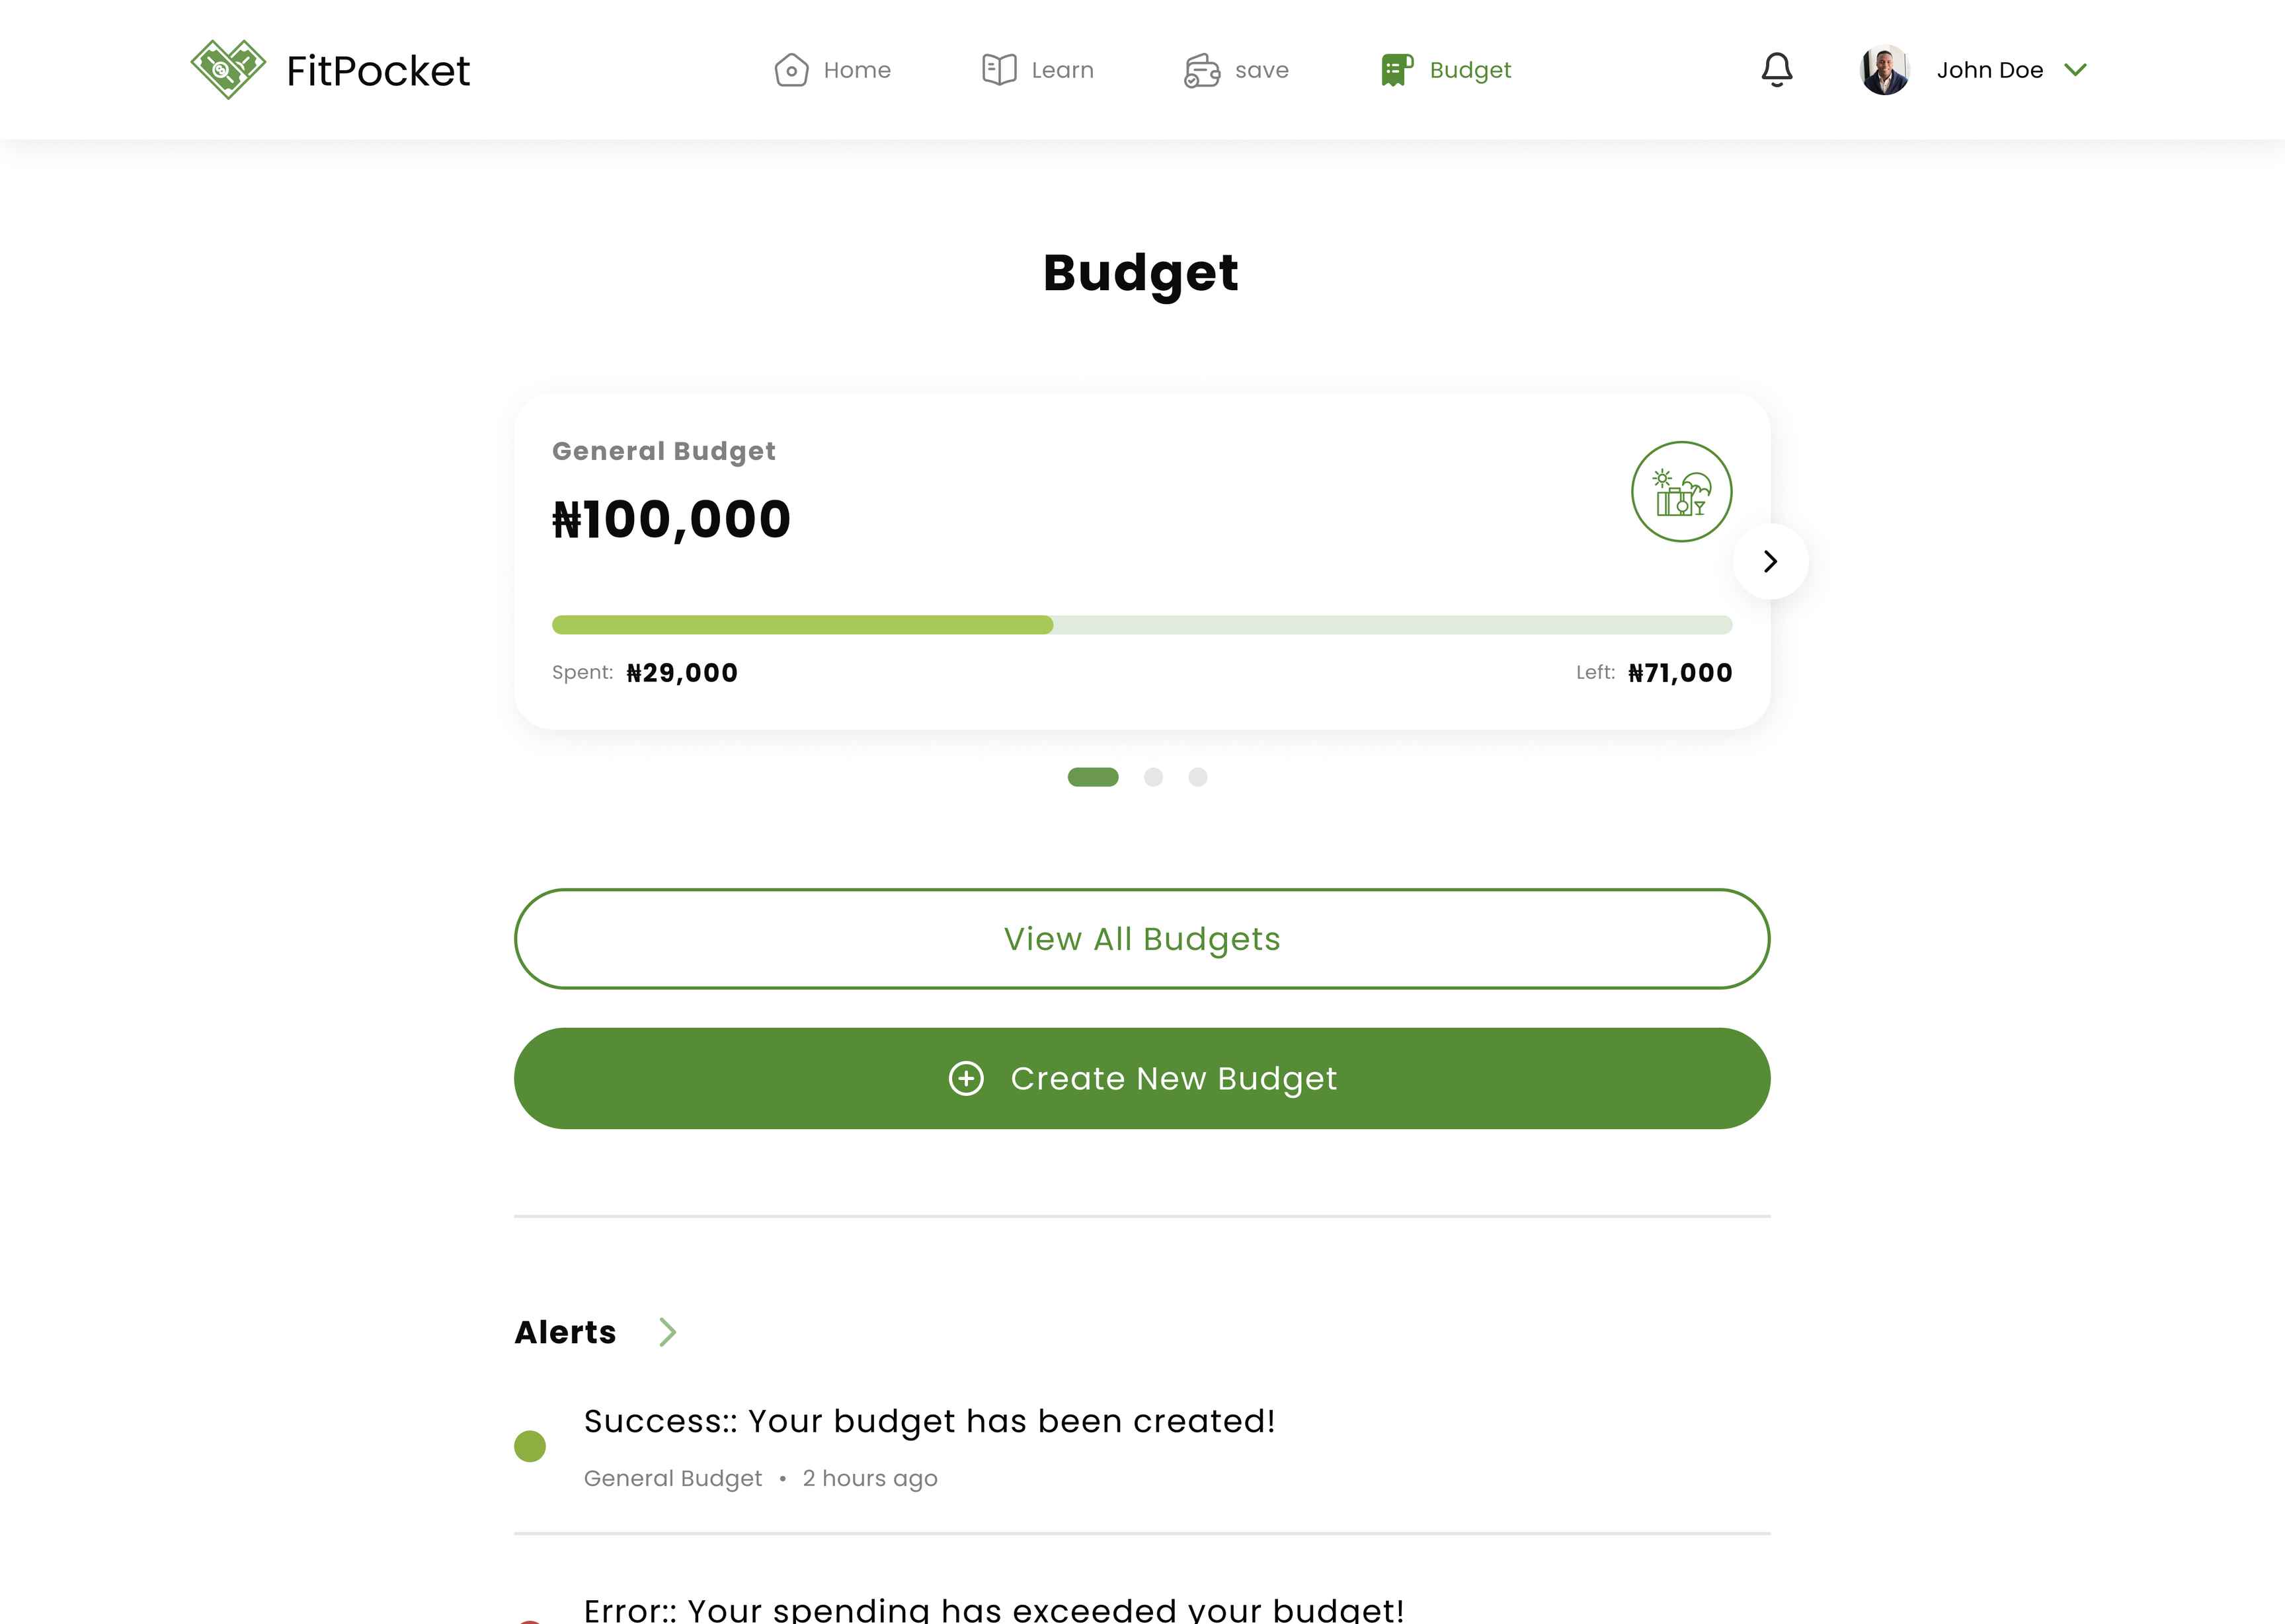 FitPocket
Home
Learn
save
Budget
John Doe
Budget
General Budget
₦100,000
Spent: ₦29,000
Left: ₦71,000
View All Budgets
Create New Budget
Alerts
Success:: Your budget has been created!
General Budget • 2 hours ago
Error:: Your spending has exceeded your budget!